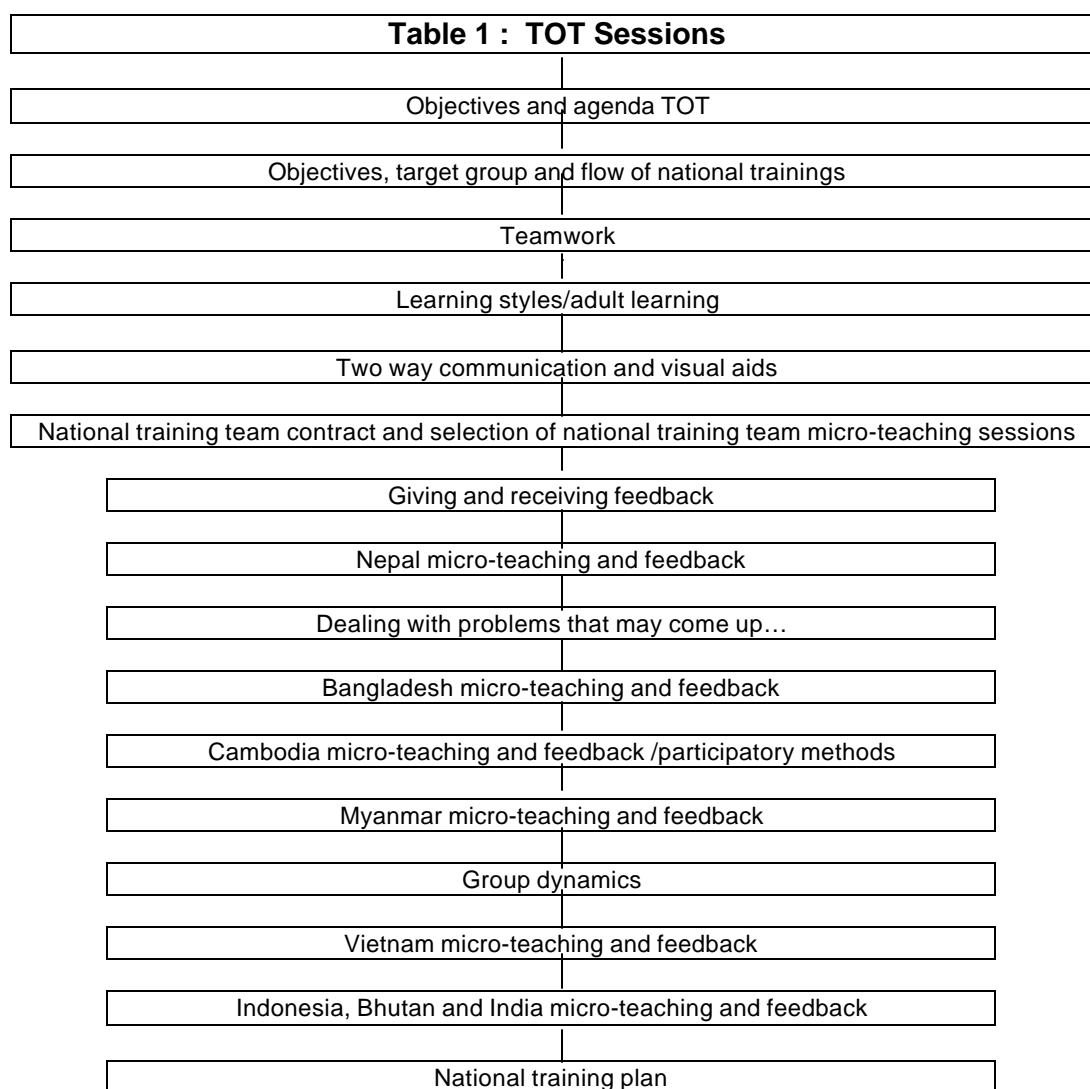 Table 1 : TOT Sessions
Objectives and agenda TOT
Objectives, target group and flow of national trainings
Teamwork
Learning styles/adult learning
Two way communication and visual aids
National training team contract and selection of national training team micro-teaching sessions
Giving and receiving feedback
Nepal micro-teaching and feedback
Dealing with problems that may come up…
Bangladesh micro-teaching and feedback
Cambodia micro-teaching and feedback /participatory methods
Myanmar micro-teaching and feedback
Group dynamics
Vietnam micro-teaching and feedback
Indonesia, Bhutan and India micro-teaching and feedback
National training plan